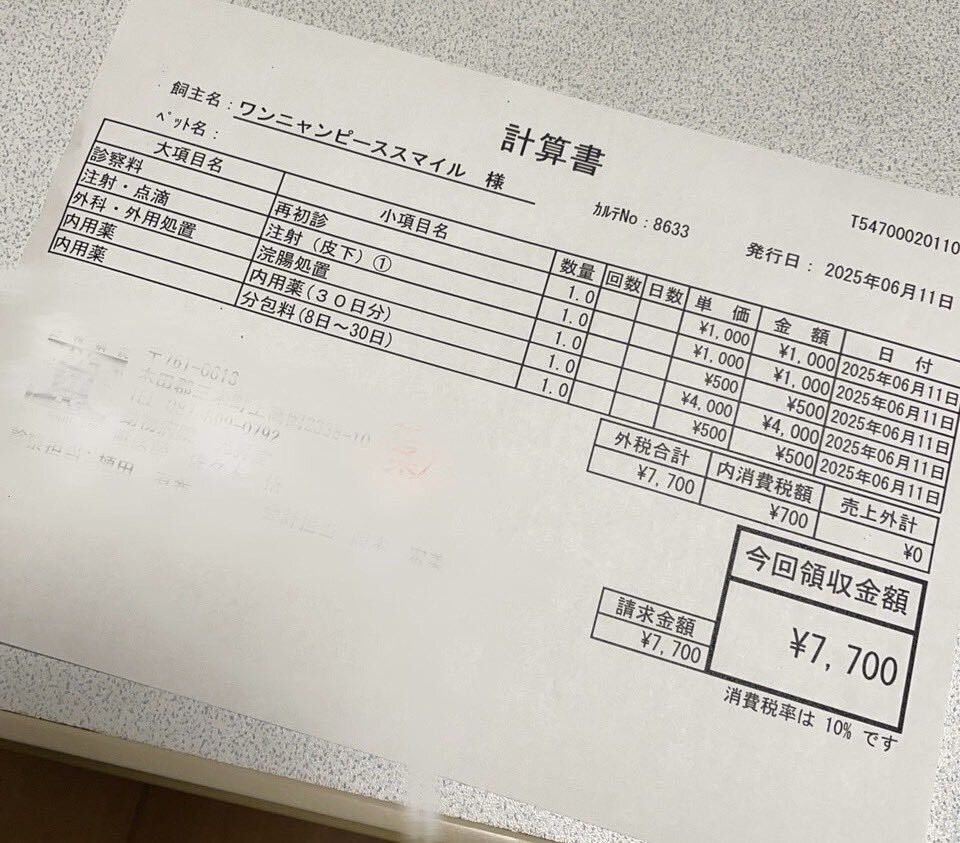 計算書
飼主名：ワンニャンピーススマイル 様
ﾍﾟｯﾄ名：
ｶﾙﾃNo：8633
T54700020110
発行日： 2025年06月11日
大項目名 小項目名 数量 回数 日数 単 価 金 額 日 付
診察料 再初診 1.0 ¥1,000 ¥1,000 2025年06月11日
注射・点滴 注射（皮下）① 1.0 ¥1,000 ¥1,000 2025年06月11日
外科・外用処置 浣腸処置 1.0 ¥500 ¥500 2025年06月11日
内用薬 内用薬(３０日分) 1.0 ¥4,000 ¥4,000 2025年06月11日
内用薬 分包料(8日～30日) 1.0 ¥500 ¥500 2025年06月11日
外税合計 内消費税額 売上外計
¥7,700 ¥700 ¥0
今回領収金額
¥7,700
請求金額
¥7,700
消費税率は 10% です